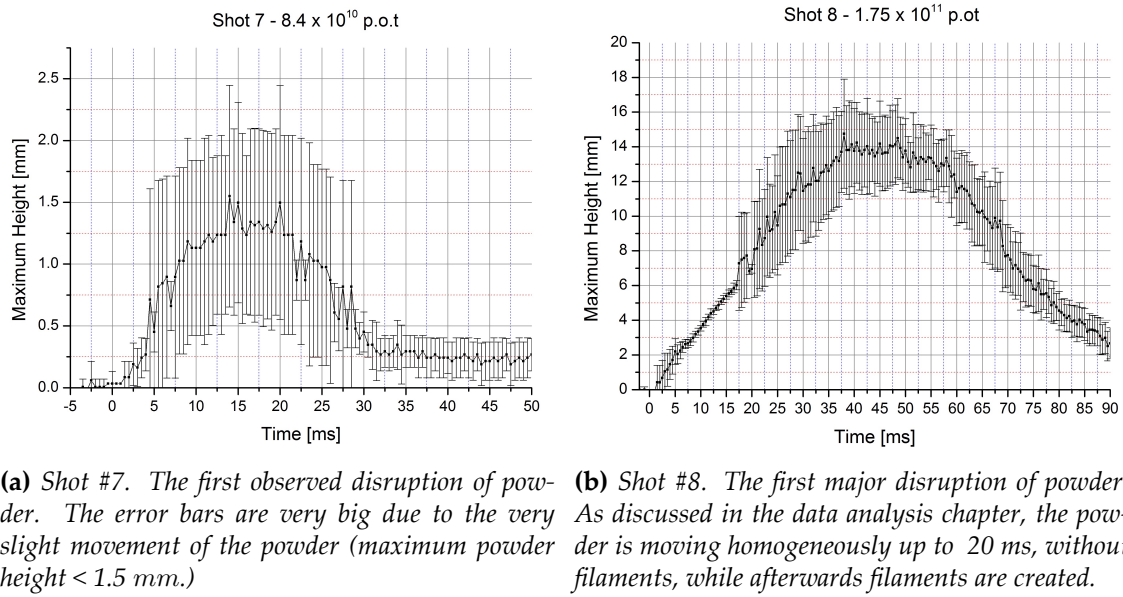 Shot 7 - 8.4 x 10¹⁰ p.o.t
Maximum Height [mm]
2.5
2.0
1.5
1.0
0.5
0.0
-5 0 5 10 15 20 25 30 35 40 45 50
Time [ms]
(a) Shot #7. The first observed disruption of pow-
der. The error bars are very big due to the very
slight movement of the powder (maximum powder
height < 1.5 mm.)
Shot 8 - 1.75 x 10¹¹ p.ot
Maximum Height [mm]
20
18
16
14
12
10
8
6
4
2
0
0 5 10 15 20 25 30 35 40 45 50 55 60 65 70 75 80 85 90
Time [ms]
(b) Shot #8. The first major disruption of powder
As discussed in the data analysis chapter, the pow-
der is moving homogeneously up to 20 ms, without
filaments, while afterwards filaments are created.